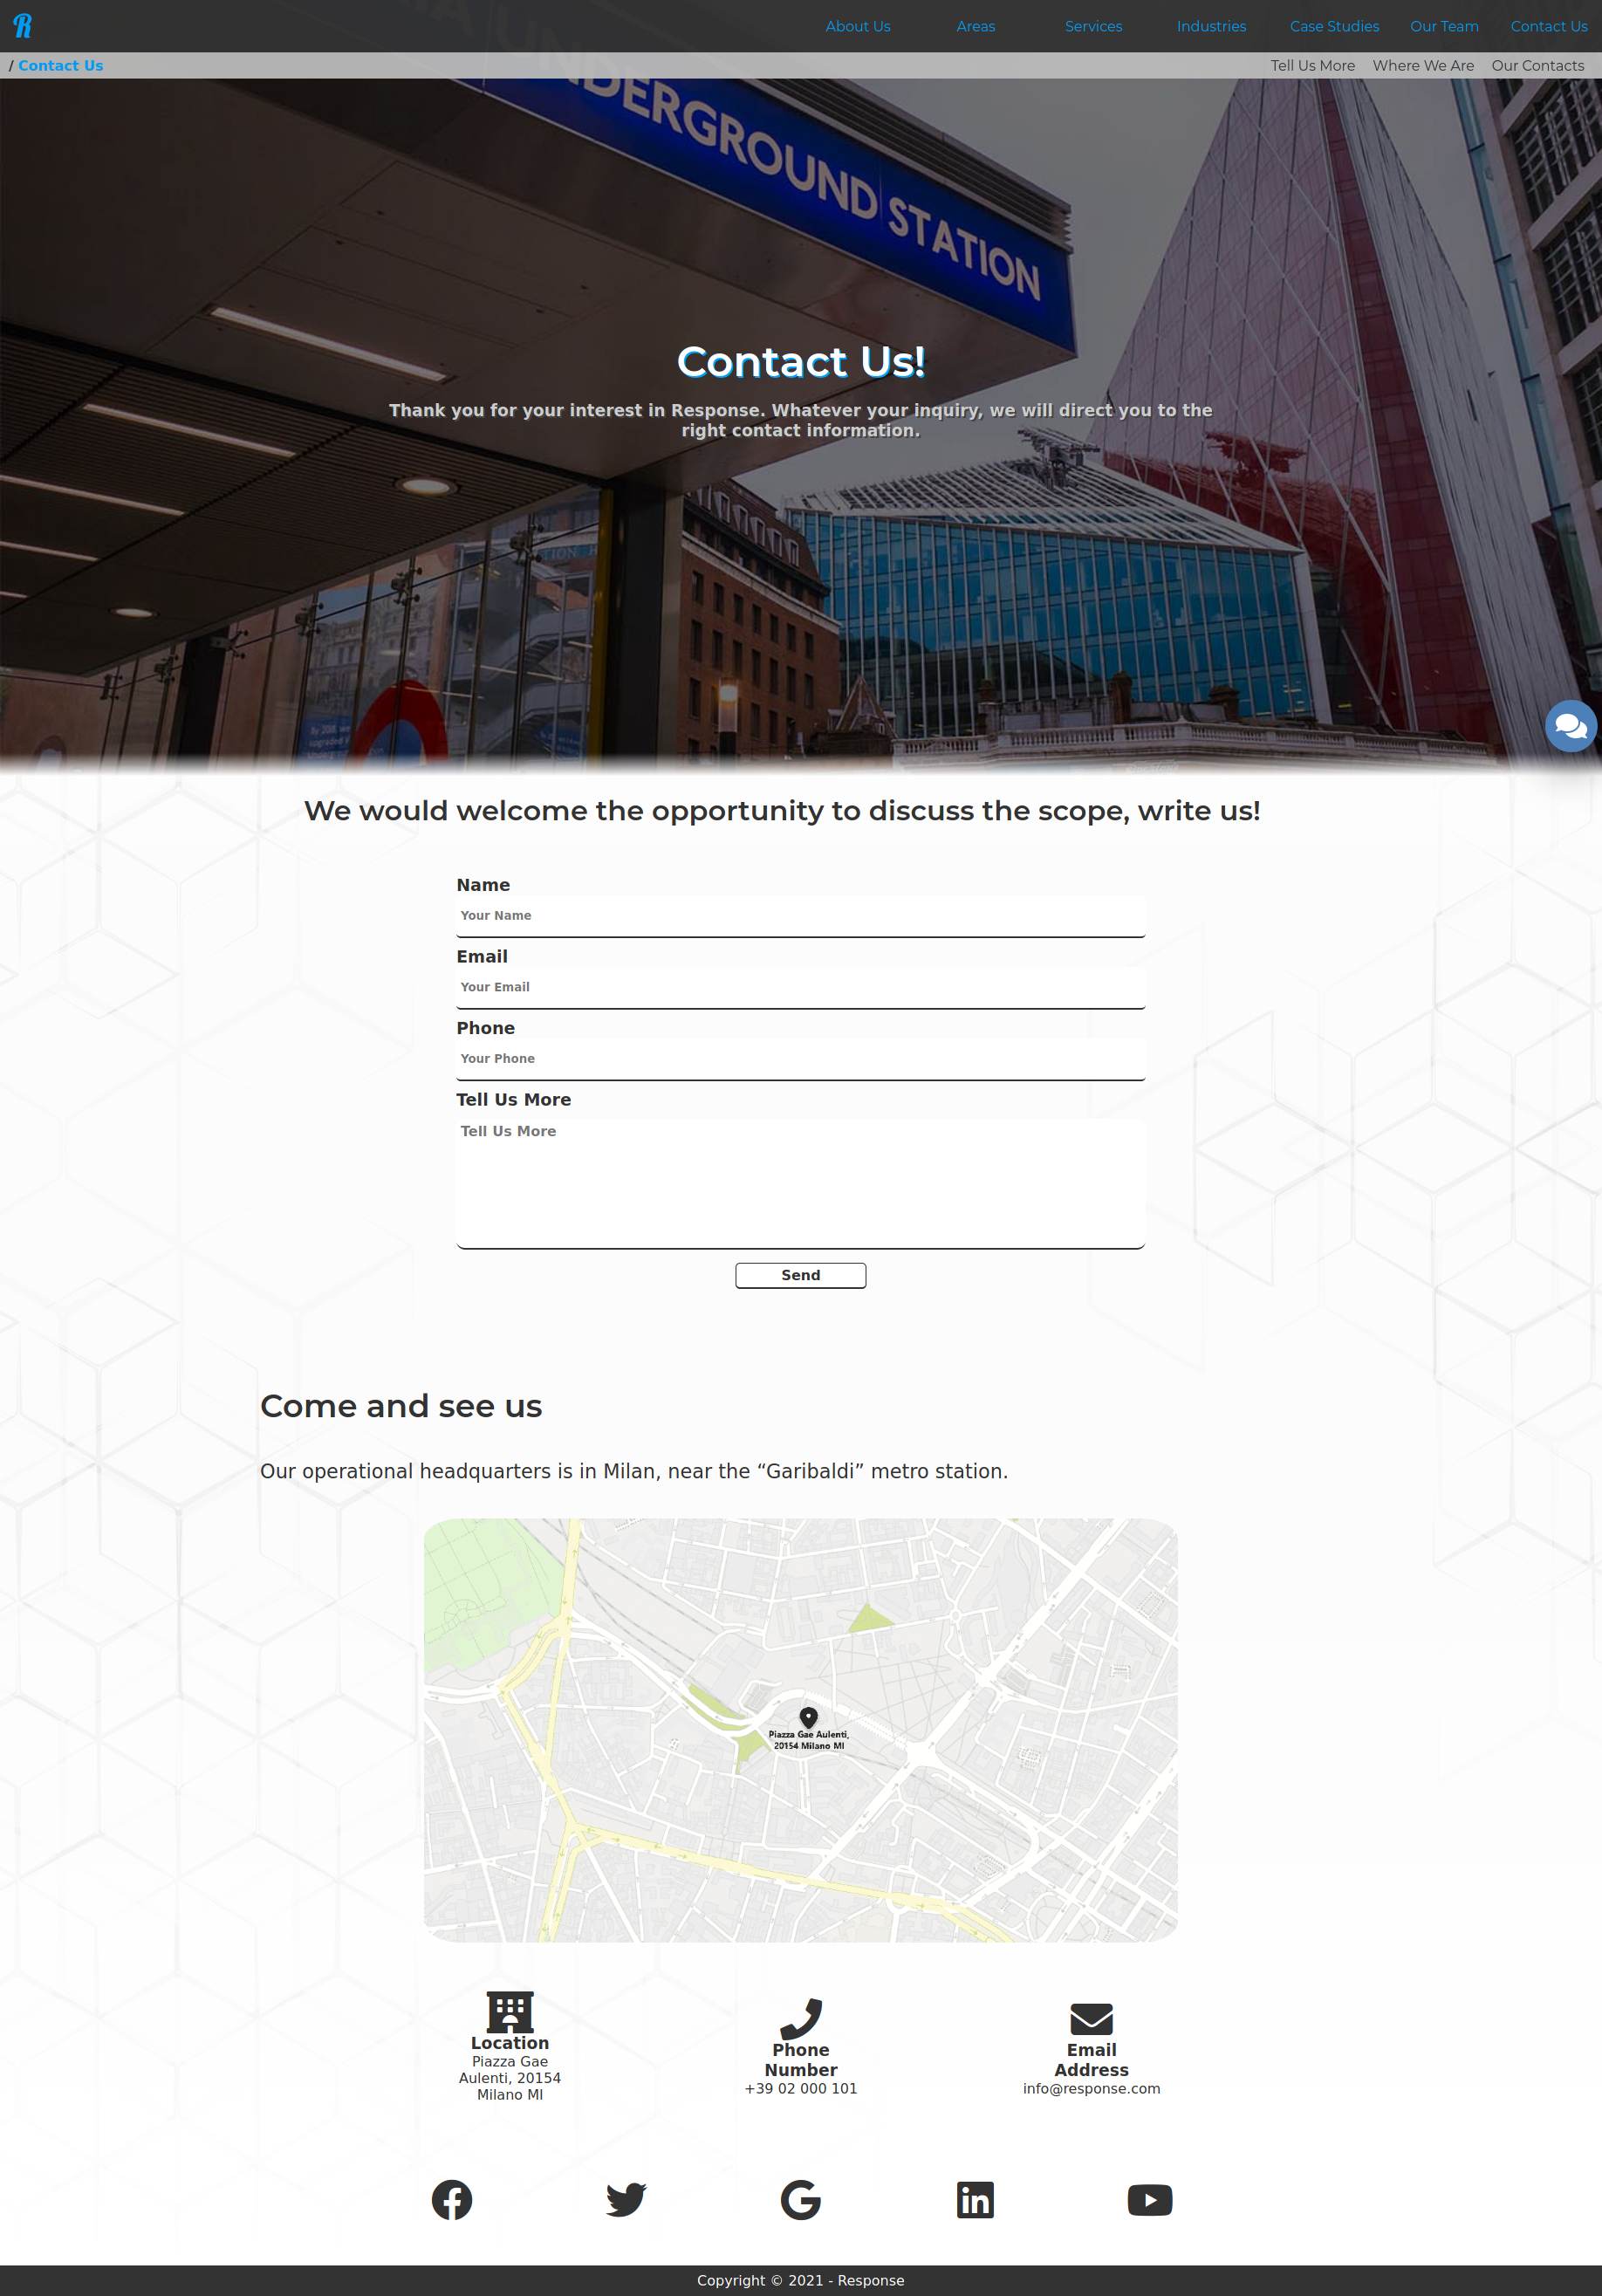 R
About Us
Areas
Services
Industries
Case Studies
Our Team
Contact Us
/ Contact Us
Tell Us More
Where We Are
Our Contacts
UNDERGROUND STATION
Contact Us!
Thank you for your interest in Response. Whatever your inquiry, we will direct you to the
right contact information.
We would welcome the opportunity to discuss the scope, write us!
Name
Your Name
Email
Your Email
Phone
Your Phone
Tell Us More
Tell Us More
Send
Come and see us
Our operational headquarters is in Milan, near the “Garibaldi” metro station.
Piazza Gae Aulenti,
20154 Milano MI
Location
Piazza Gae
Aulenti, 20154
Milano MI
Phone
Number
+39 02 000 101
Email
Address
info@response.com
Copyright © 2021 - Response